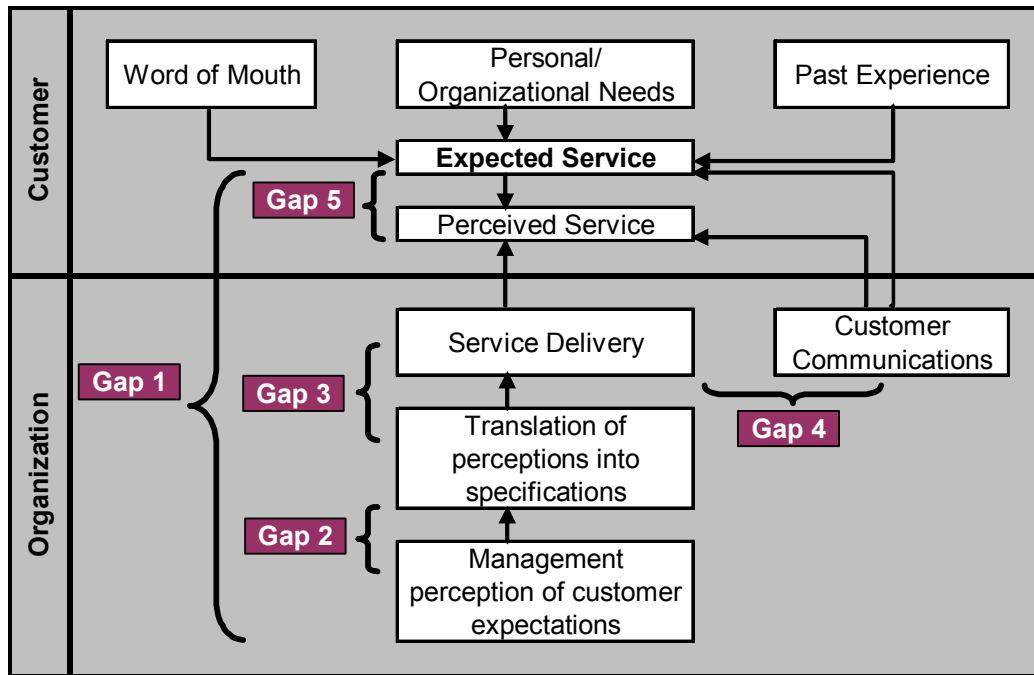 Customer
Word of Mouth
Personal/
Organizational Needs
Past Experience
Expected Service
Gap 5
Perceived Service
Organization
Service Delivery
Customer
Communications
Gap 1
Gap 3
Gap 4
Translation of
perceptions into
specifications
Gap 2
Management
perception of customer
expectations